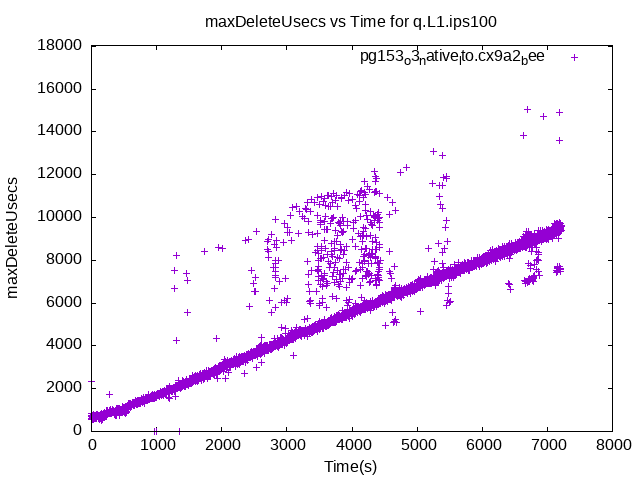 maxDeleteUsecs vs Time for q.L1.ips100
pg153_o3_native_lto.cx9a2_bee
18000
16000
14000
12000
10000
8000
6000
4000
2000
0
maxDeleteUsecs
0 1000 2000 3000 4000 5000 6000 7000 8000
Time(s)